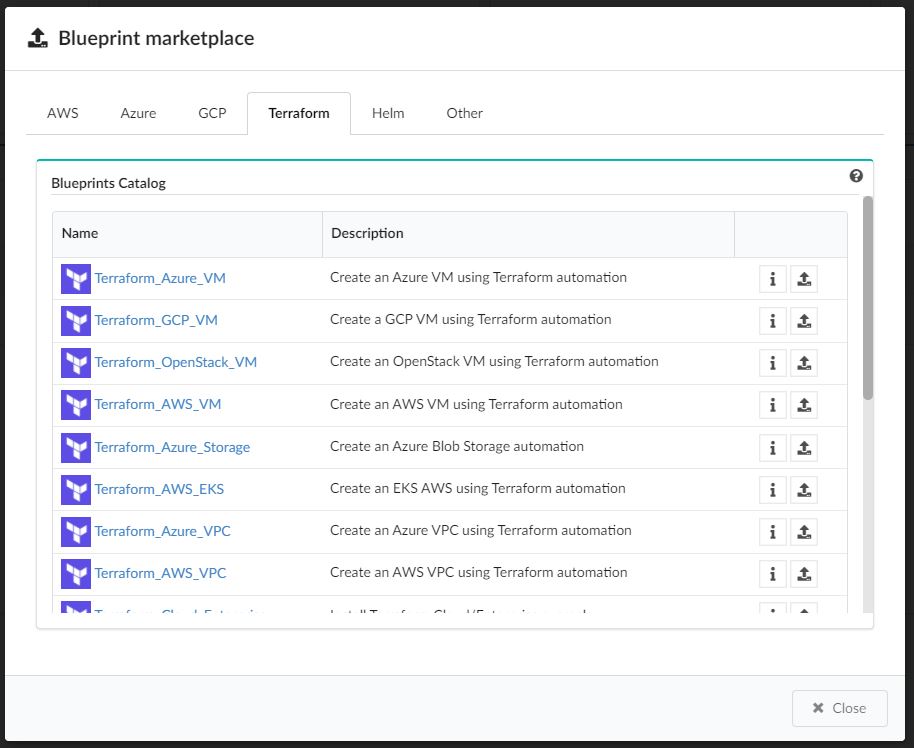 Blueprint marketplace
AWS Azure GCP Terraform Helm Other
Blueprints Catalog
Name Description
Terraform_Azure_VM Create an Azure VM using Terraform automation
Terraform_GCP_VM Create a GCP VM using Terraform automation
Terraform_OpenStack_VM Create an OpenStack VM using Terraform automation
Terraform_AWS_VM Create an AWS VM using Terraform automation
Terraform_Azure_Storage Create an Azure Blob Storage automation
Terraform_AWS_EKS Create an EKS AWS using Terraform automation
Terraform_Azure_VPC Create an Azure VPC using Terraform automation
Terraform_AWS_VPC Create an AWS VPC using Terraform automation
Close